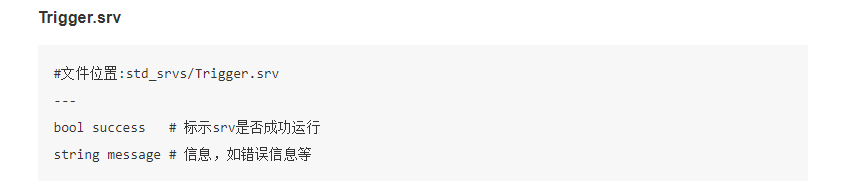 Trigger.srv
#文件位置:std_srvs/Trigger.srv
---
bool success   # 标示srv是否成功运行
string message # 信息，如错误信息等